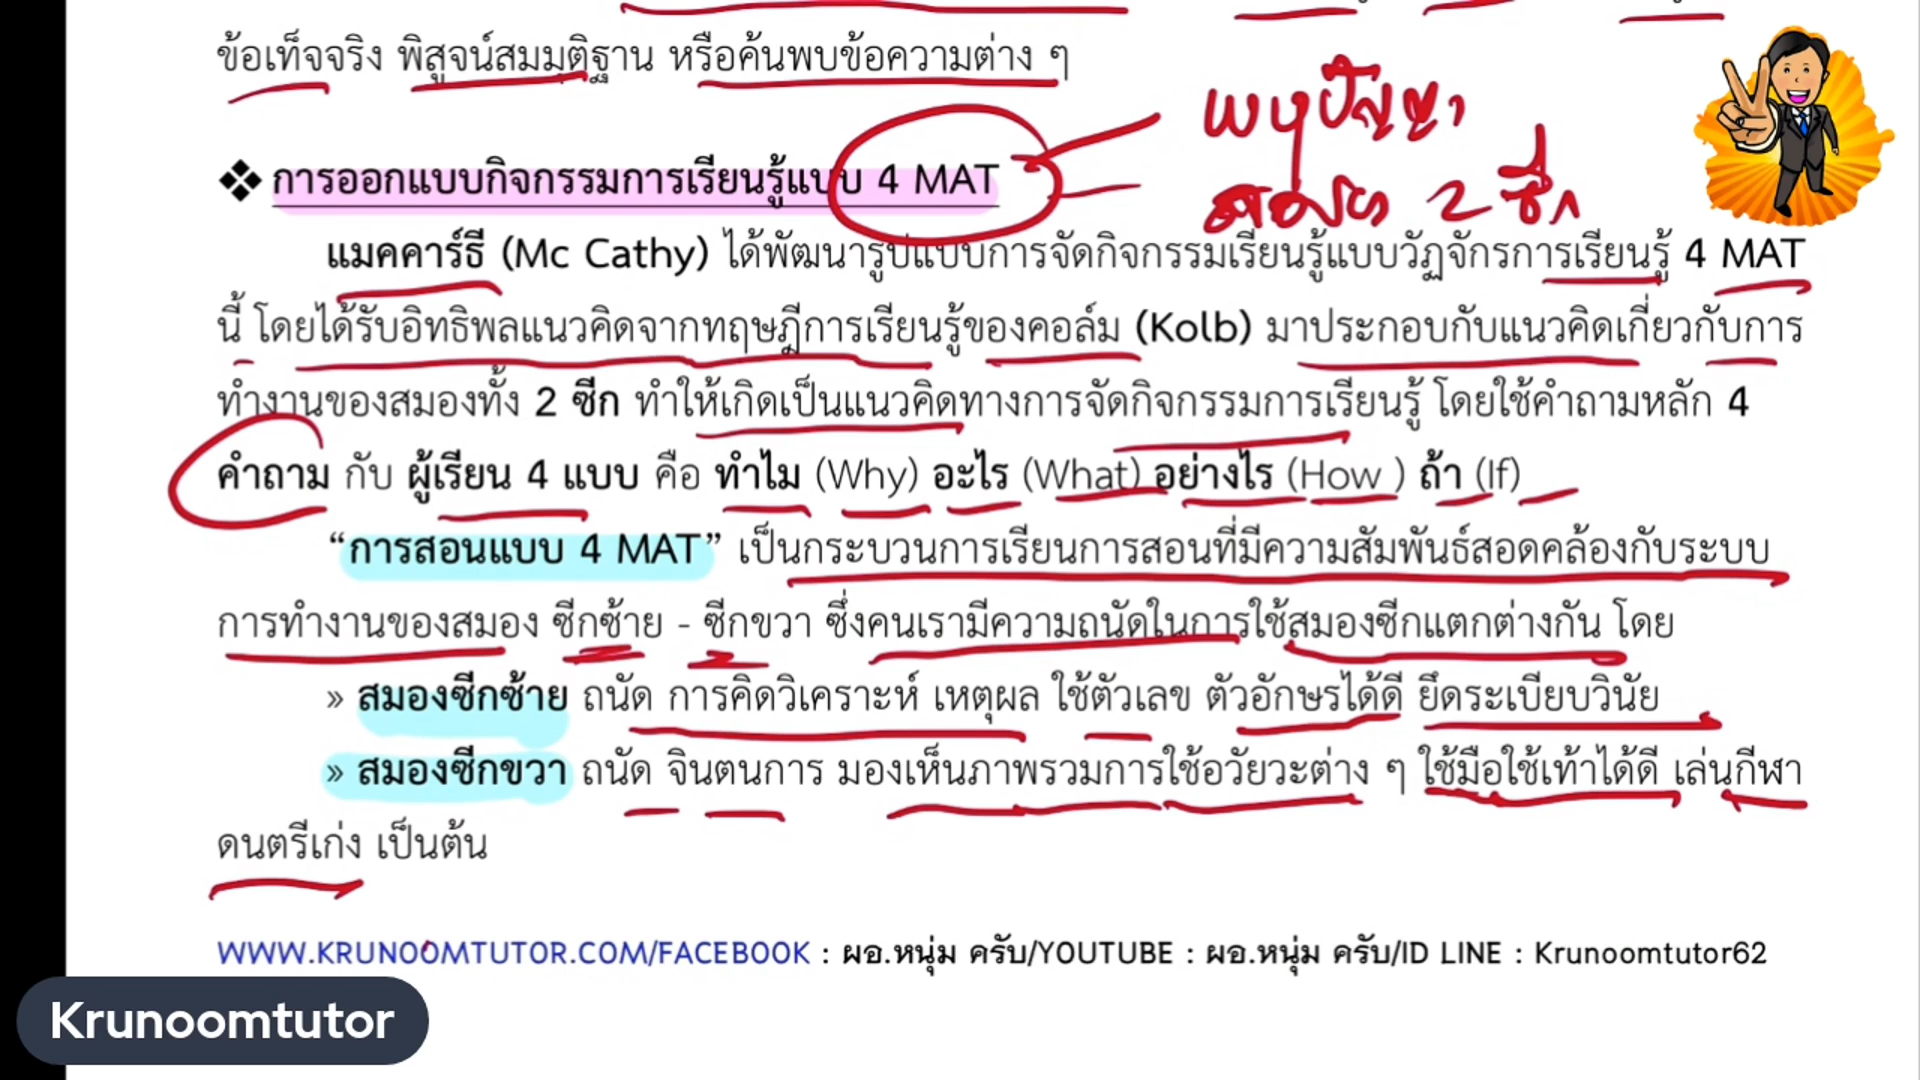 ข้อเท็จจริง พิสูจน์สมมุติฐาน หรือค้นพบข้อความต่าง ๆ
พหุปัญญา
❖ การออกแบบกิจกรรมการเรียนรู้แบบ 4 MAT
สมอง 2 ซีก
แมคคาร์ธี (Mc Cathy) ได้พัฒนารูปแบบการจัดกิจกรรมเรียนรู้แบบวัฏจักรการเรียนรู้ 4 MAT
นี้ โดยได้รับอิทธิพลแนวคิดจากทฤษฎีการเรียนรู้ของคอล์ม (Kolb) มาประกอบกับแนวคิดเกี่ยวกับการ
ทำงานของสมองทั้ง 2 ซีก ทำให้เกิดเป็นแนวคิดทางการจัดกิจกรรมการเรียนรู้ โดยใช้คำถามหลัก 4
คำถาม กับ ผู้เรียน 4 แบบ คือ ทำไม (Why) อะไร (What) อย่างไร (How ) ถ้า (If)
“การสอนแบบ 4 MAT” เป็นกระบวนการเรียนการสอนที่มีความสัมพันธ์สอดคล้องกับระบบ
การทำงานของสมอง ซีกซ้าย - ซีกขวา ซึ่งคนเรามีความถนัดในการใช้สมองซีกแตกต่างกัน โดย
» สมองซีกซ้าย ถนัด การคิดวิเคราะห์ เหตุผล ใช้ตัวเลข ตัวอักษรได้ดี ยึดระเบียบวินัย
» สมองซีกขวา ถนัด จินตนการ มองเห็นภาพรวมการใช้อวัยวะต่าง ๆ ใช้มือใช้เท้าได้ดี เล่นกีฬา
ดนตรีเก่ง เป็นต้น
WWW.KRUNOOMTUTOR.COM/FACEBOOK : ผอ.หนุ่ม ครับ/YOUTUBE : ผอ.หนุ่ม ครับ/ID LINE : Krunoomtutor62
Krunoomtutor